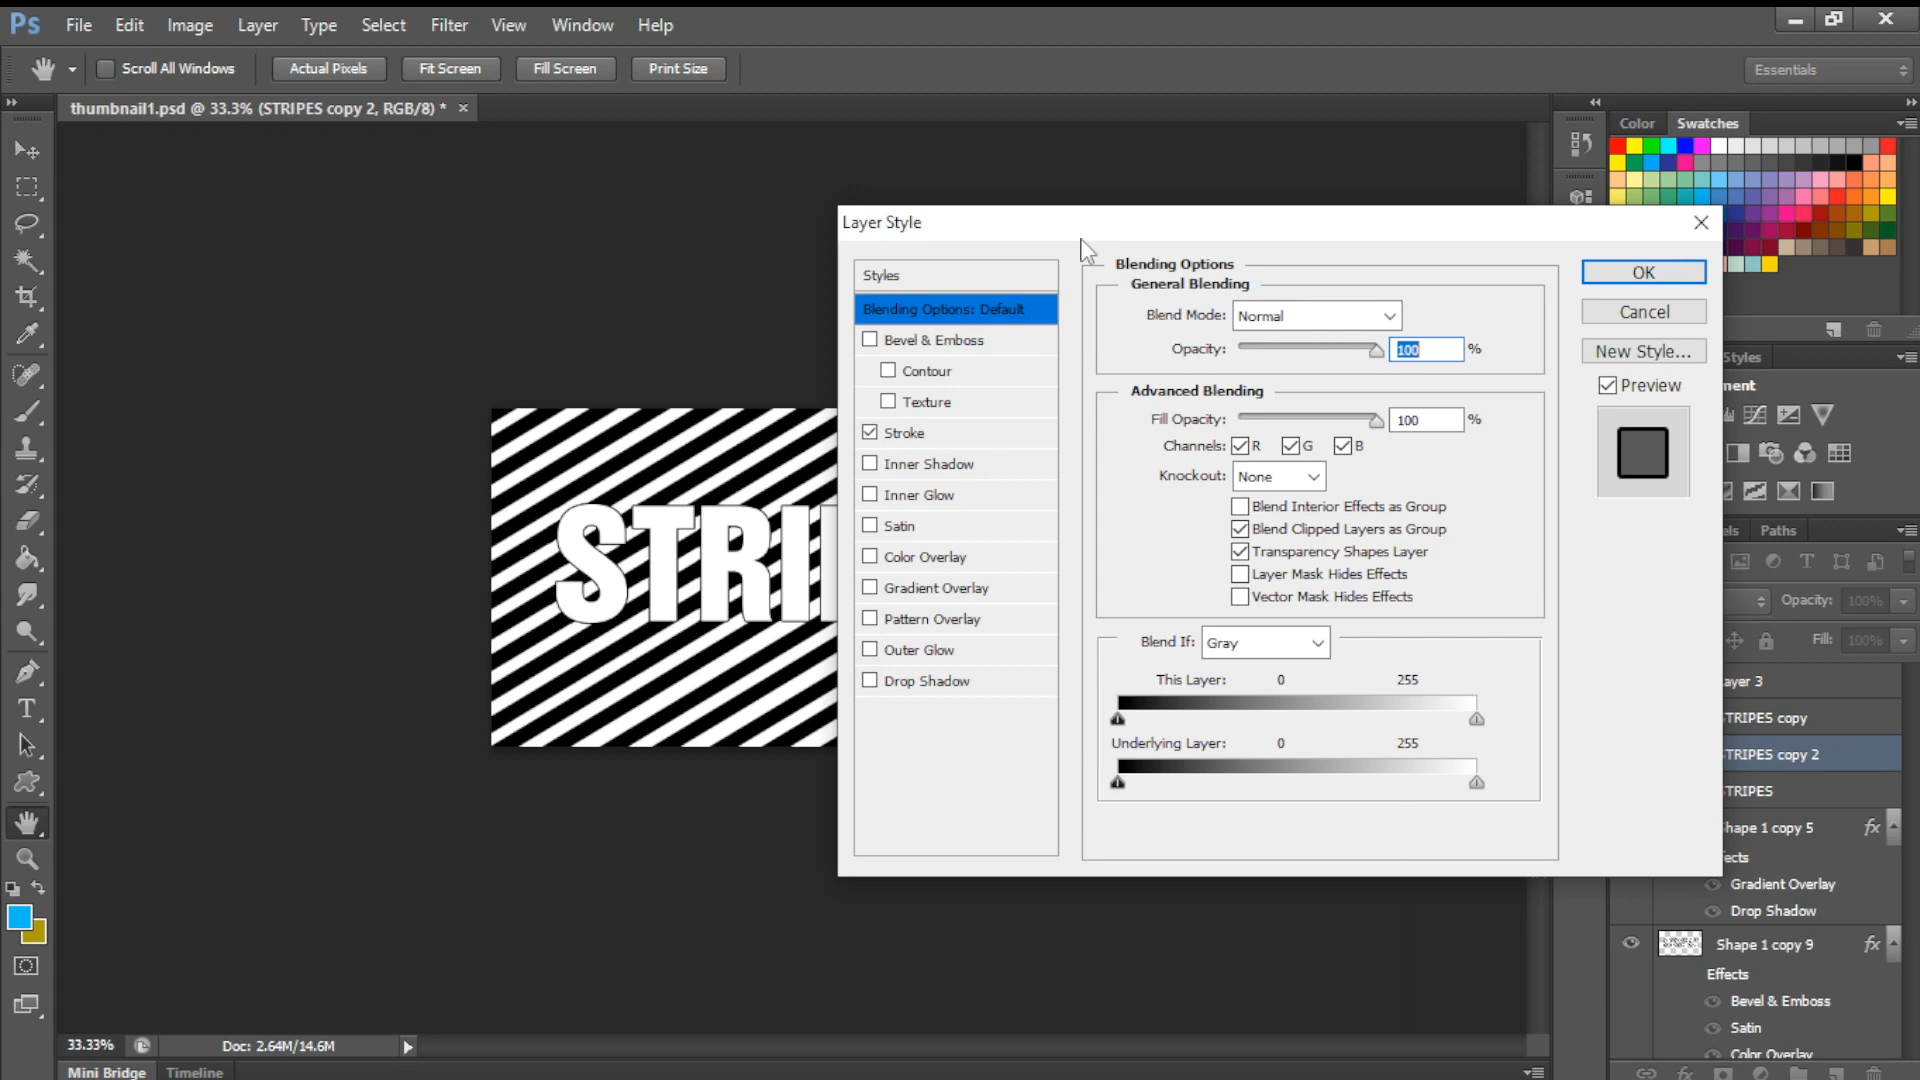 Ps File Edit Image Layer Type Select Filter View Window Help
Scroll All Windows Actual Pixels Fit Screen Fill Screen Print Size Essentials
thumbnail1.psd @ 33.3% (STRIPES copy 2, RGB/8) *
Color Swatches
Layer Style
Styles
Blending Options: Default
Bevel & Emboss
Contour
Texture
Stroke
Inner Shadow
Inner Glow
Satin
Color Overlay
Gradient Overlay
Pattern Overlay
Outer Glow
Drop Shadow
Blending Options
General Blending
Blend Mode: Normal
Opacity: 100 %
Advanced Blending
Fill Opacity: 100 %
Channels: R G B
Knockout: None
Blend Interior Effects as Group
Blend Clipped Layers as Group
Transparency Shapes Layer
Layer Mask Hides Effects
Vector Mask Hides Effects
Blend If: Gray
This Layer: 0 255
Underlying Layer: 0 255
OK
Cancel
New Style...
Preview
STRI
Styles
ment
els Paths
Opacity: 100%
Fill: 100%
ayer 3
TRIPES copy
TRIPES copy 2
TRIPES
hape 1 copy 5 fx
ects
Gradient Overlay
Drop Shadow
Shape 1 copy 9 fx
Effects
Bevel & Emboss
Satin
Color Overlay
fx
33.33% Doc: 2.64M/14.6M
Mini Bridge Timeline